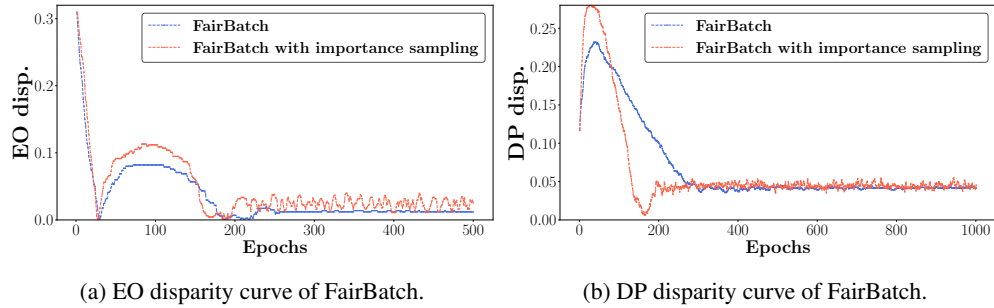 FairBatch
FairBatch with importance sampling
EO disp.
0.3
0.2
0.1
0.0
0 100 200 300 400 500
Epochs
(a) EO disparity curve of FairBatch.
FairBatch
FairBatch with importance sampling
DP disp.
0.25
0.20
0.15
0.10
0.05
0.00
0 200 400 600 800 1000
Epochs
(b) DP disparity curve of FairBatch.